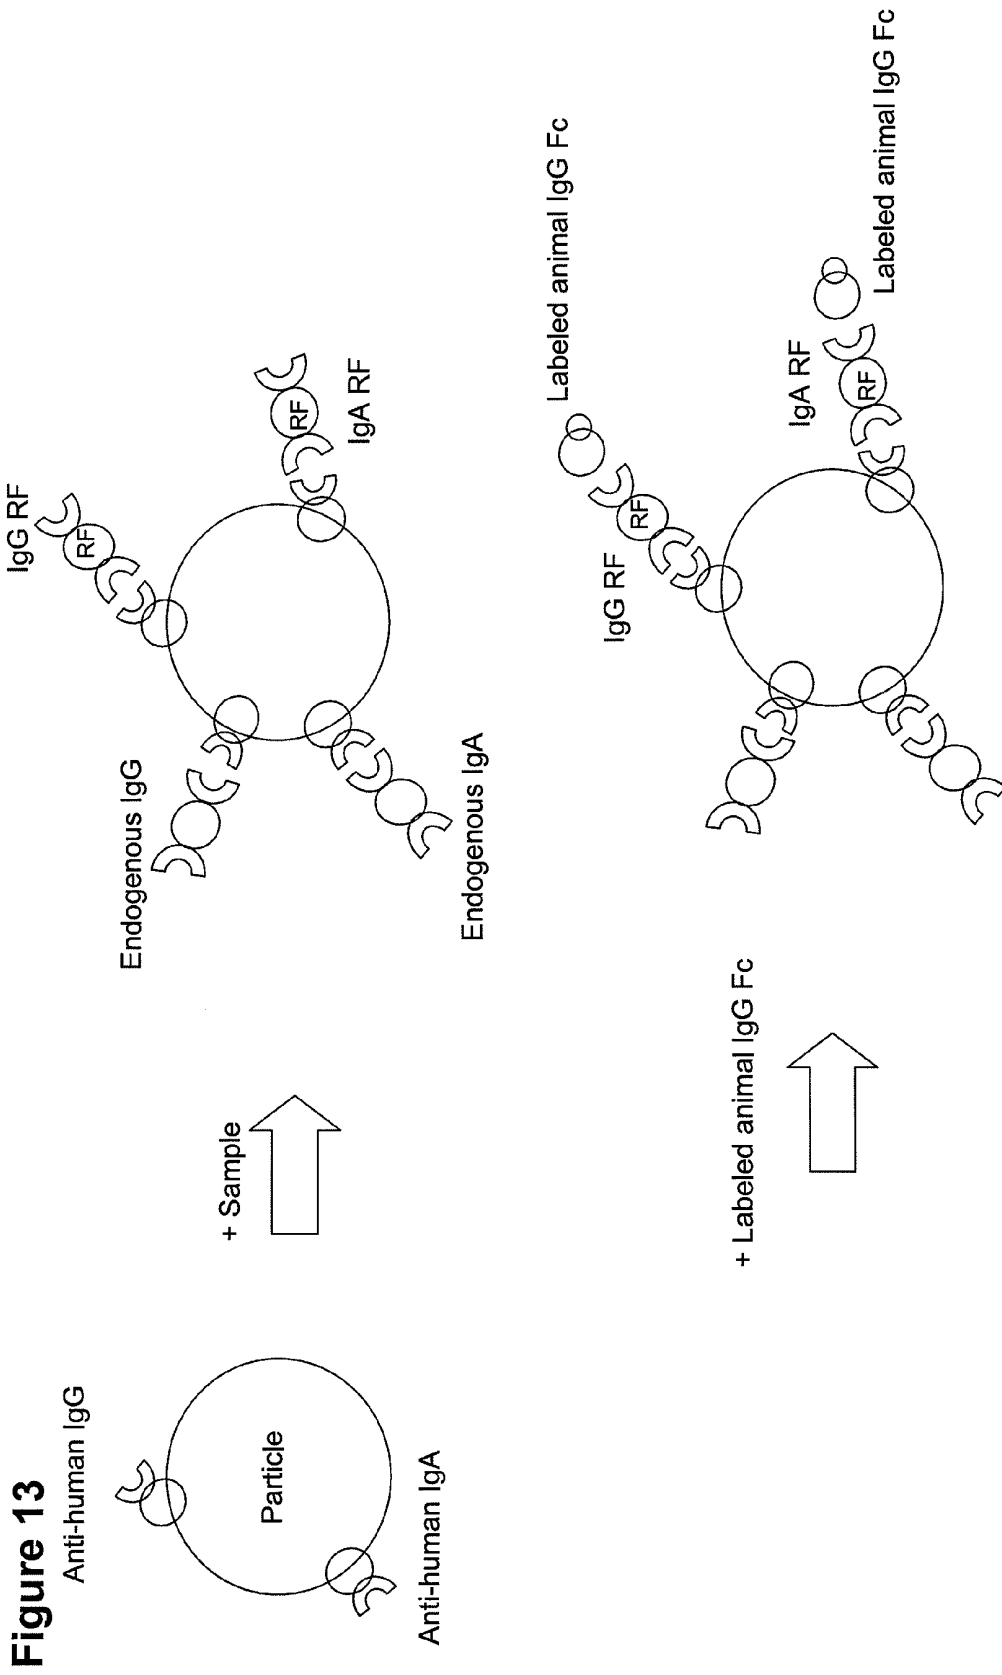 Figure 13
Anti-human IgG
Particle
Anti-human IgA
+ Sample
IgG RF
RF
Endogenous IgG
RF
IgA RF
Endogenous IgA
+ Labeled animal IgG Fc
Labeled animal IgG Fc
IgG RF
RF
IgA RF
RF
Labeled animal IgG Fc